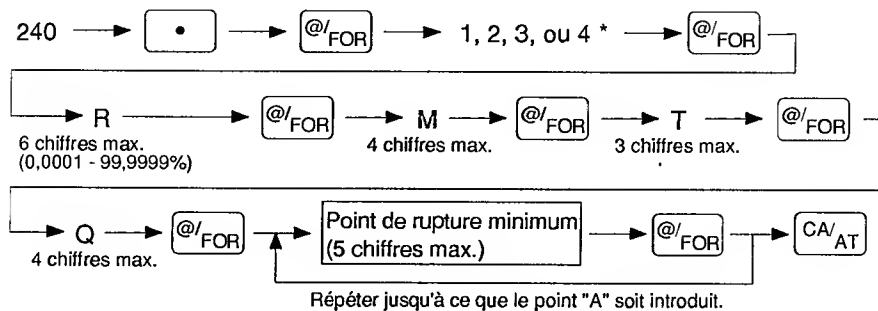 240 • @/FOR 1, 2, 3, ou 4 * @/FOR
R @/FOR M @/FOR T @/FOR
6 chiffres max. 4 chiffres max. 3 chiffres max.
(0,0001 - 99,9999%)
Q @/FOR Point de rupture minimum @/FOR CA/AT
4 chiffres max. (5 chiffres max.)
Répéter jusqu'à ce que le point "A" soit introduit.